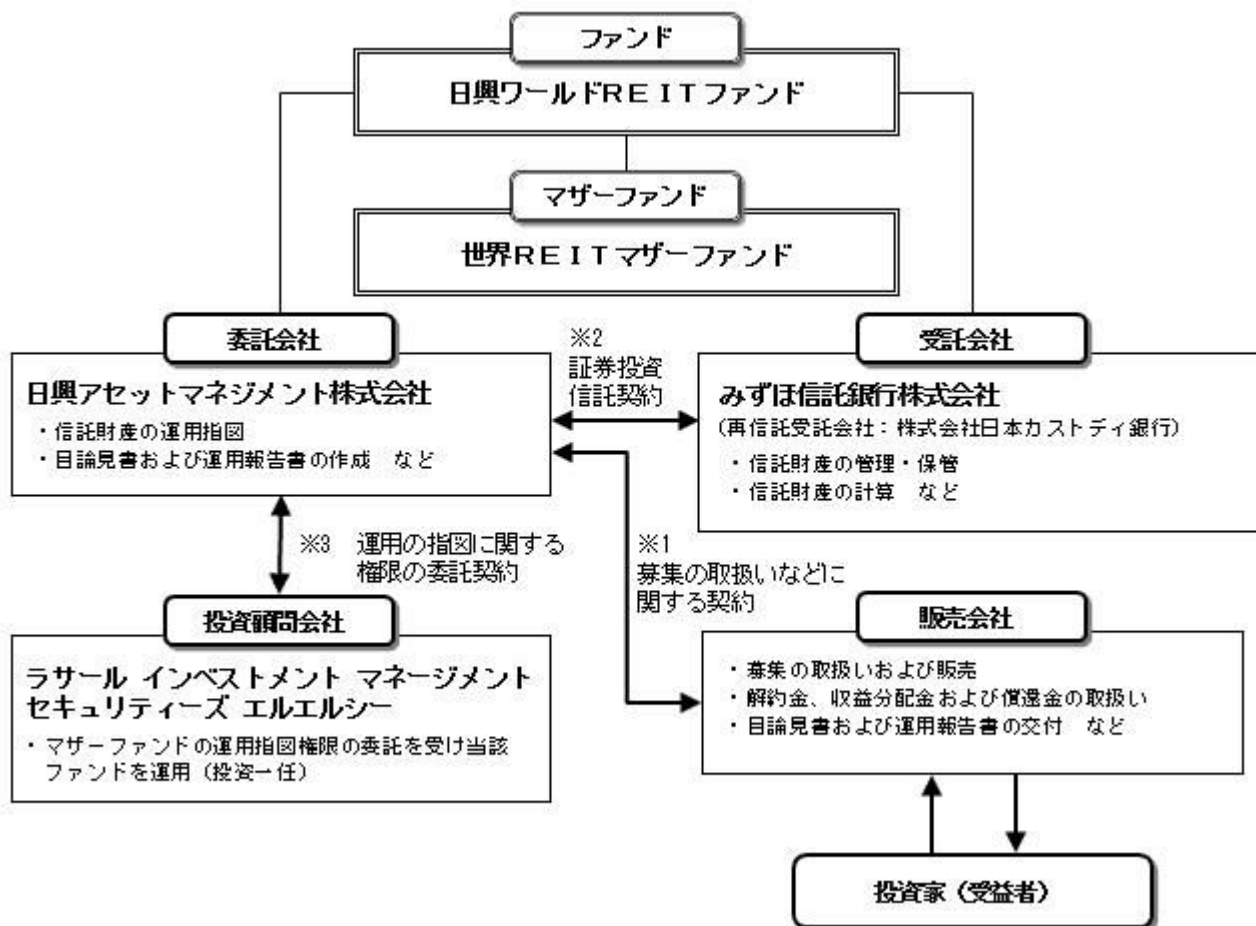 ファンド
日興ワールドREITファンド
マザーファンド
世界REITマザーファンド
委託会社
日興アセットマネジメント株式会社
・信託財産の運用指図
・目論見書および運用報告書の作成 など
※2
証券投資
信託契約
受託会社
みずほ信託銀行株式会社
(再信託受託会社：株式会社日本カストディ銀行)
・信託財産の管理・保管
・信託財産の計算 など
※3 運用の指図に関する
権限の委託契約
※1
募集の取扱いなどに
関する契約
投資顧問会社
ラサール インベストメント マネージメント
セキュリティーズ エルエルシー
・マザーファンドの運用指図権限の委託を受け当該
ファンドを運用（投資一任）
販売会社
・募集の取扱いおよび販売
・解約金、収益分配金および償還金の取扱い
・目論見書および運用報告書の交付 など
投資家（受益者）